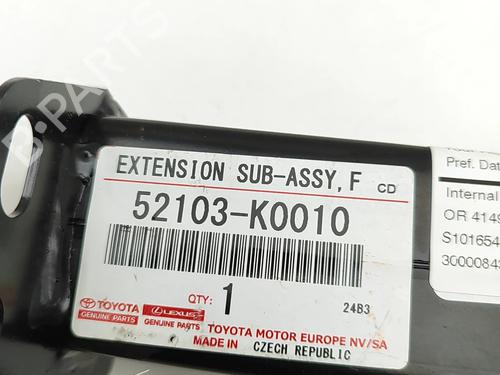 B-PARTS
EXTENSION SUB-ASSY, F CD
52103-K0010
QTY: 1
24B3
TOYOTA
GENUINE PARTS
LEXUS
GENUINE PARTS
TOYOTA MOTOR EUROPE NV/SA
MADE IN CZECH REPUBLIC
Pref. Dat
Internal
OR 4149
S101654
3000084